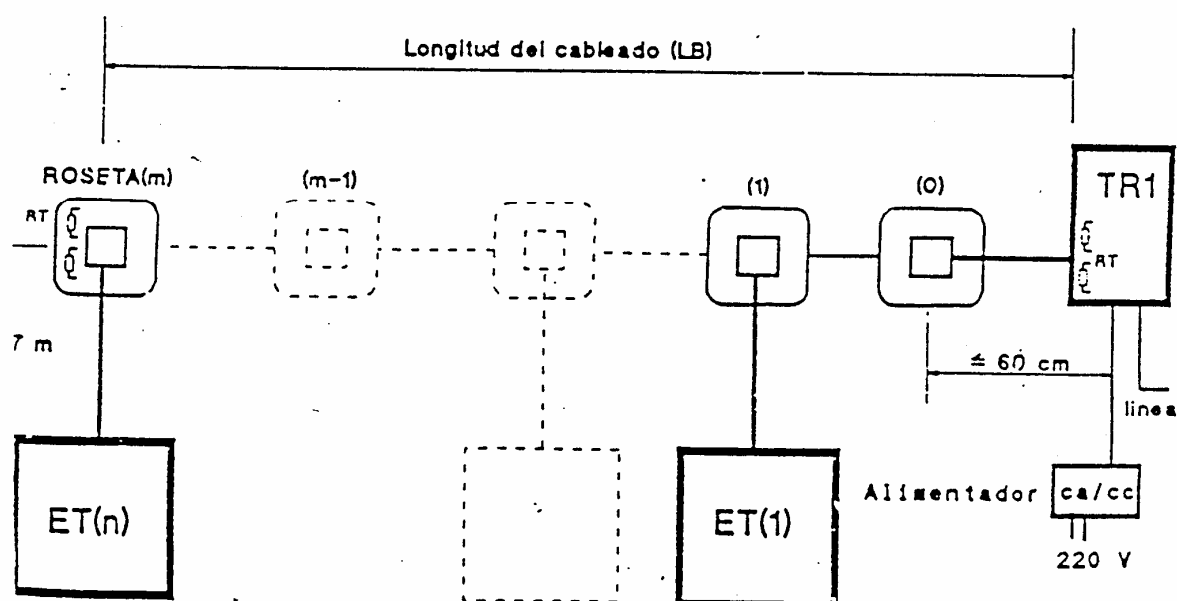 Longitud del cableado (LB)
ROSETA(m)
(m-1)
(1)
(0)
TR1
RT
RT
7 m
≤ 60 cm
linea
ET(n)
ET(1)
Alimentador
ca/cc
220 V